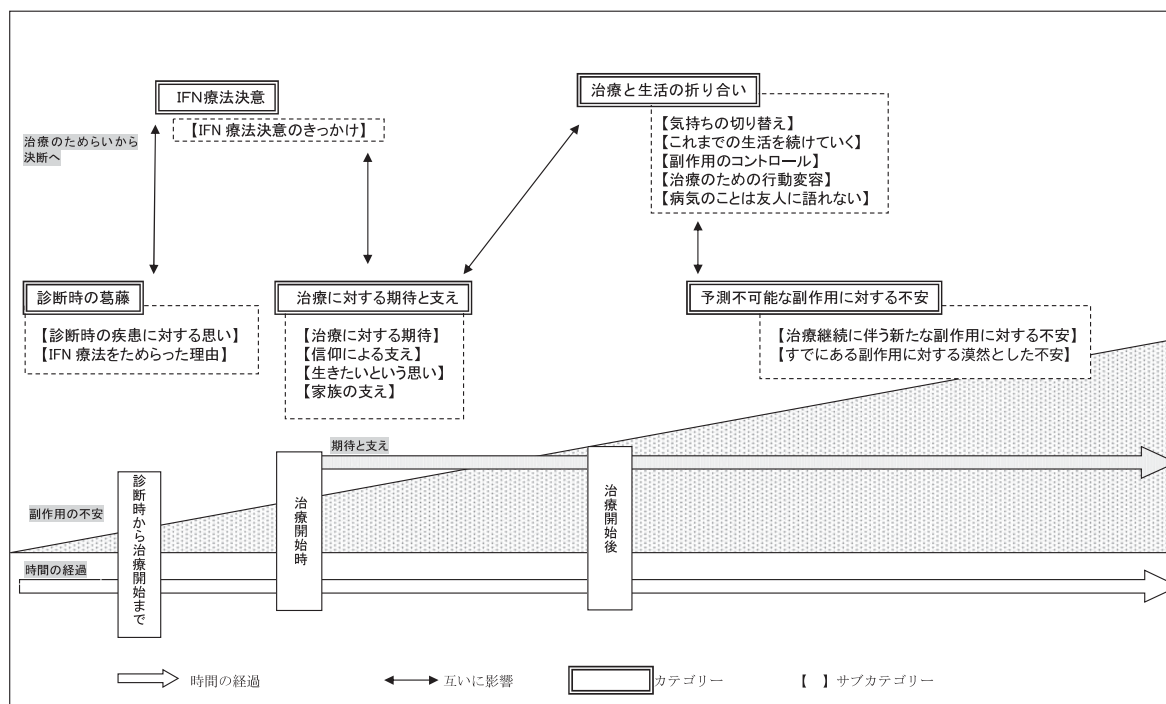 IFN療法決意
【IFN 療法決意のきっかけ】
治療のためらいから
決断へ
治療と生活の折り合い
【気持ちの切り替え】
【これまでの生活を続けていく】
【副作用のコントロール】
【治療のための行動変容】
【病気のことは友人に語れない】
診断時の葛藤
【診断時の疾患に対する思い】
【IFN 療法をためらった理由】
治療に対する期待と支え
【治療に対する期待】
【信仰による支え】
【生きたいという思い】
【家族の支え】
予測不可能な副作用に対する不安
【治療継続に伴う新たな副作用に対する不安】
【すでにある副作用に対する漠然とした不安】
期待と支え
副作用の不安
時間の経過
診断時から治療開始まで
治療開始時
治療開始後
時間の経過
互いに影響
カテゴリー
【 】サブカテゴリー